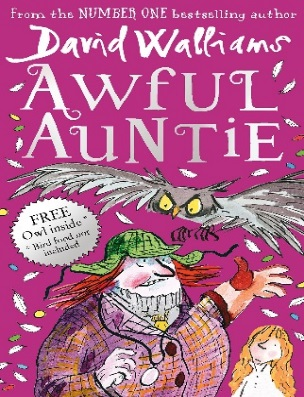 From the NUMBER ONE bestselling author
David Walliams
AWFUL
AUNTIE
FREE
Owl inside*
* Bird food not
included